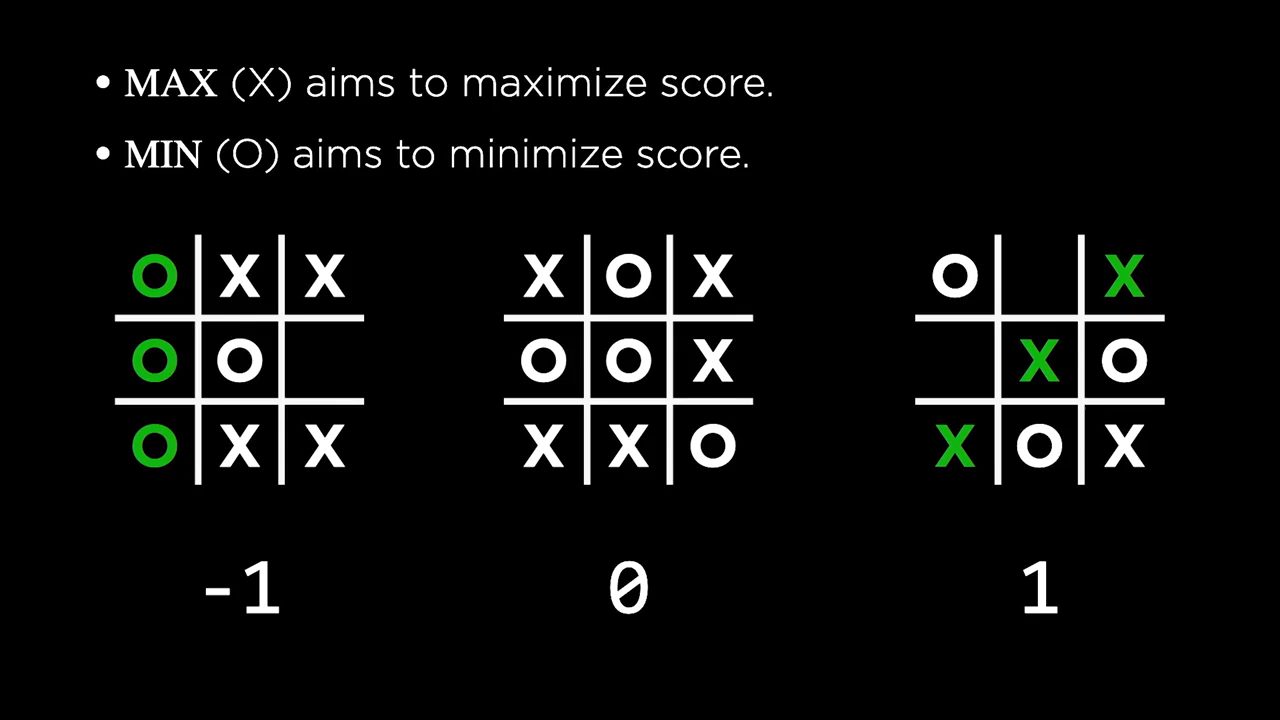 • MAX (X) aims to maximize score.
• MIN (O) aims to minimize score.
O X X X O X O X
O O O O X X O
O X X X X O X O X
-1 0 1